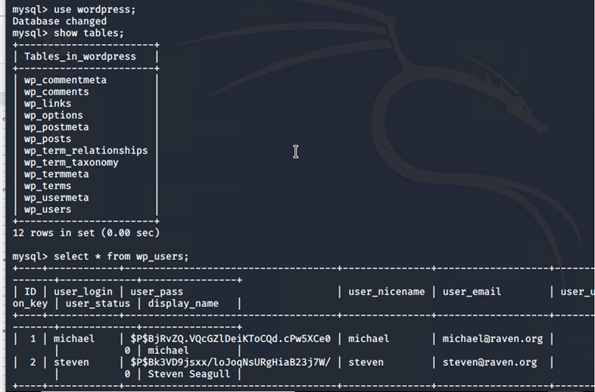 mysql> use wordpress;
Database changed
mysql> show tables;
+-----------------------+
| Tables_in_wordpress   |
+-----------------------+
| wp_commentmeta        |
| wp_comments           |
| wp_links              |
| wp_options            |
| wp_postmeta           |
| wp_posts              |
| wp_term_relationships |
| wp_term_taxonomy      |
| wp_termmeta           |
| wp_terms              |
| wp_usermeta           |
| wp_users              |
+-----------------------+
12 rows in set (0.00 sec)
mysql> select * from wp_users;
| ID | user_login | user_pass | user_nicename | user_email | user_u
on_key | user_status | display_name |
| 1 | michael | $P$BjRvZQ.VQcGZlDeiKToCQd.cPw5XCe0 | michael | michael@raven.org |
| 0 | michael |
| 2 | steven | $P$Bk3VD9jsxx/loJoqNsURgHiaB23j7W/ | steven | steven@raven.org |
| 0 | Steven Seagull |